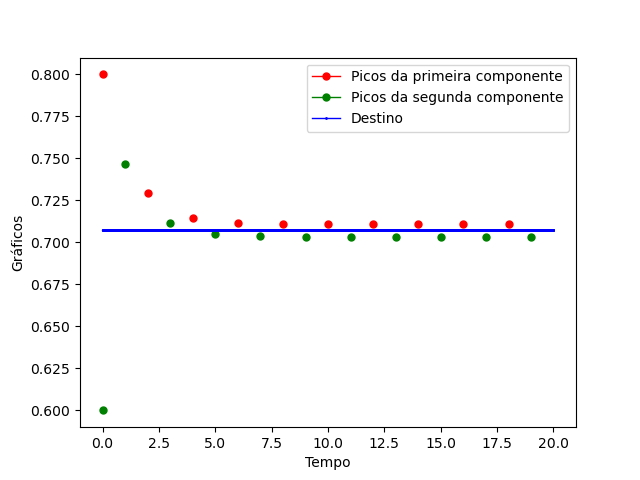 Picos da primeira componente
Picos da segunda componente
Destino
Gráficos
0.800
0.775
0.750
0.725
0.700
0.675
0.650
0.625
0.600
0.0 2.5 5.0 7.5 10.0 12.5 15.0 17.5 20.0
Tempo